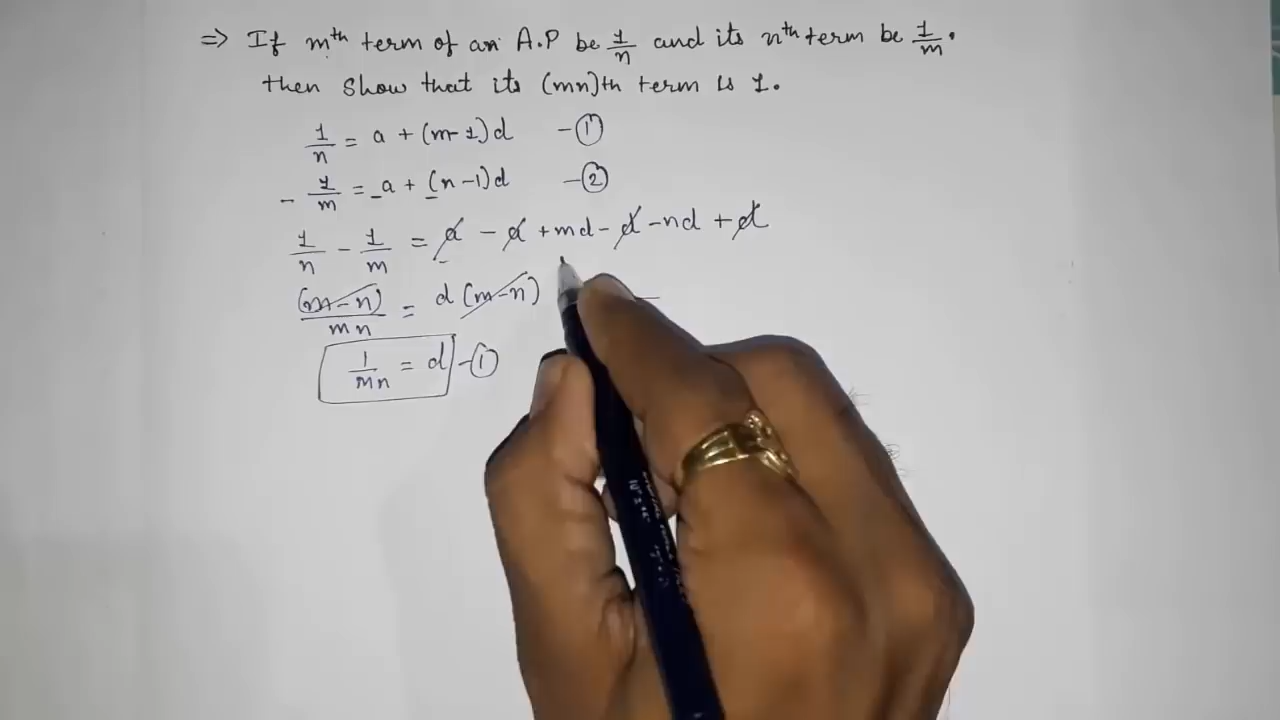 ⇒ If mth term of an A.P be 1/n and its nth term be 1/m.
then show that its (mn)th term is 1.
1/n = a + (m-1)d -①
- 1/m = _a + (n-1)d -②
1/n - 1/m = a - a + md - d - nd + d
(m-n)/mn = d (m-n)
1/mn = d -①